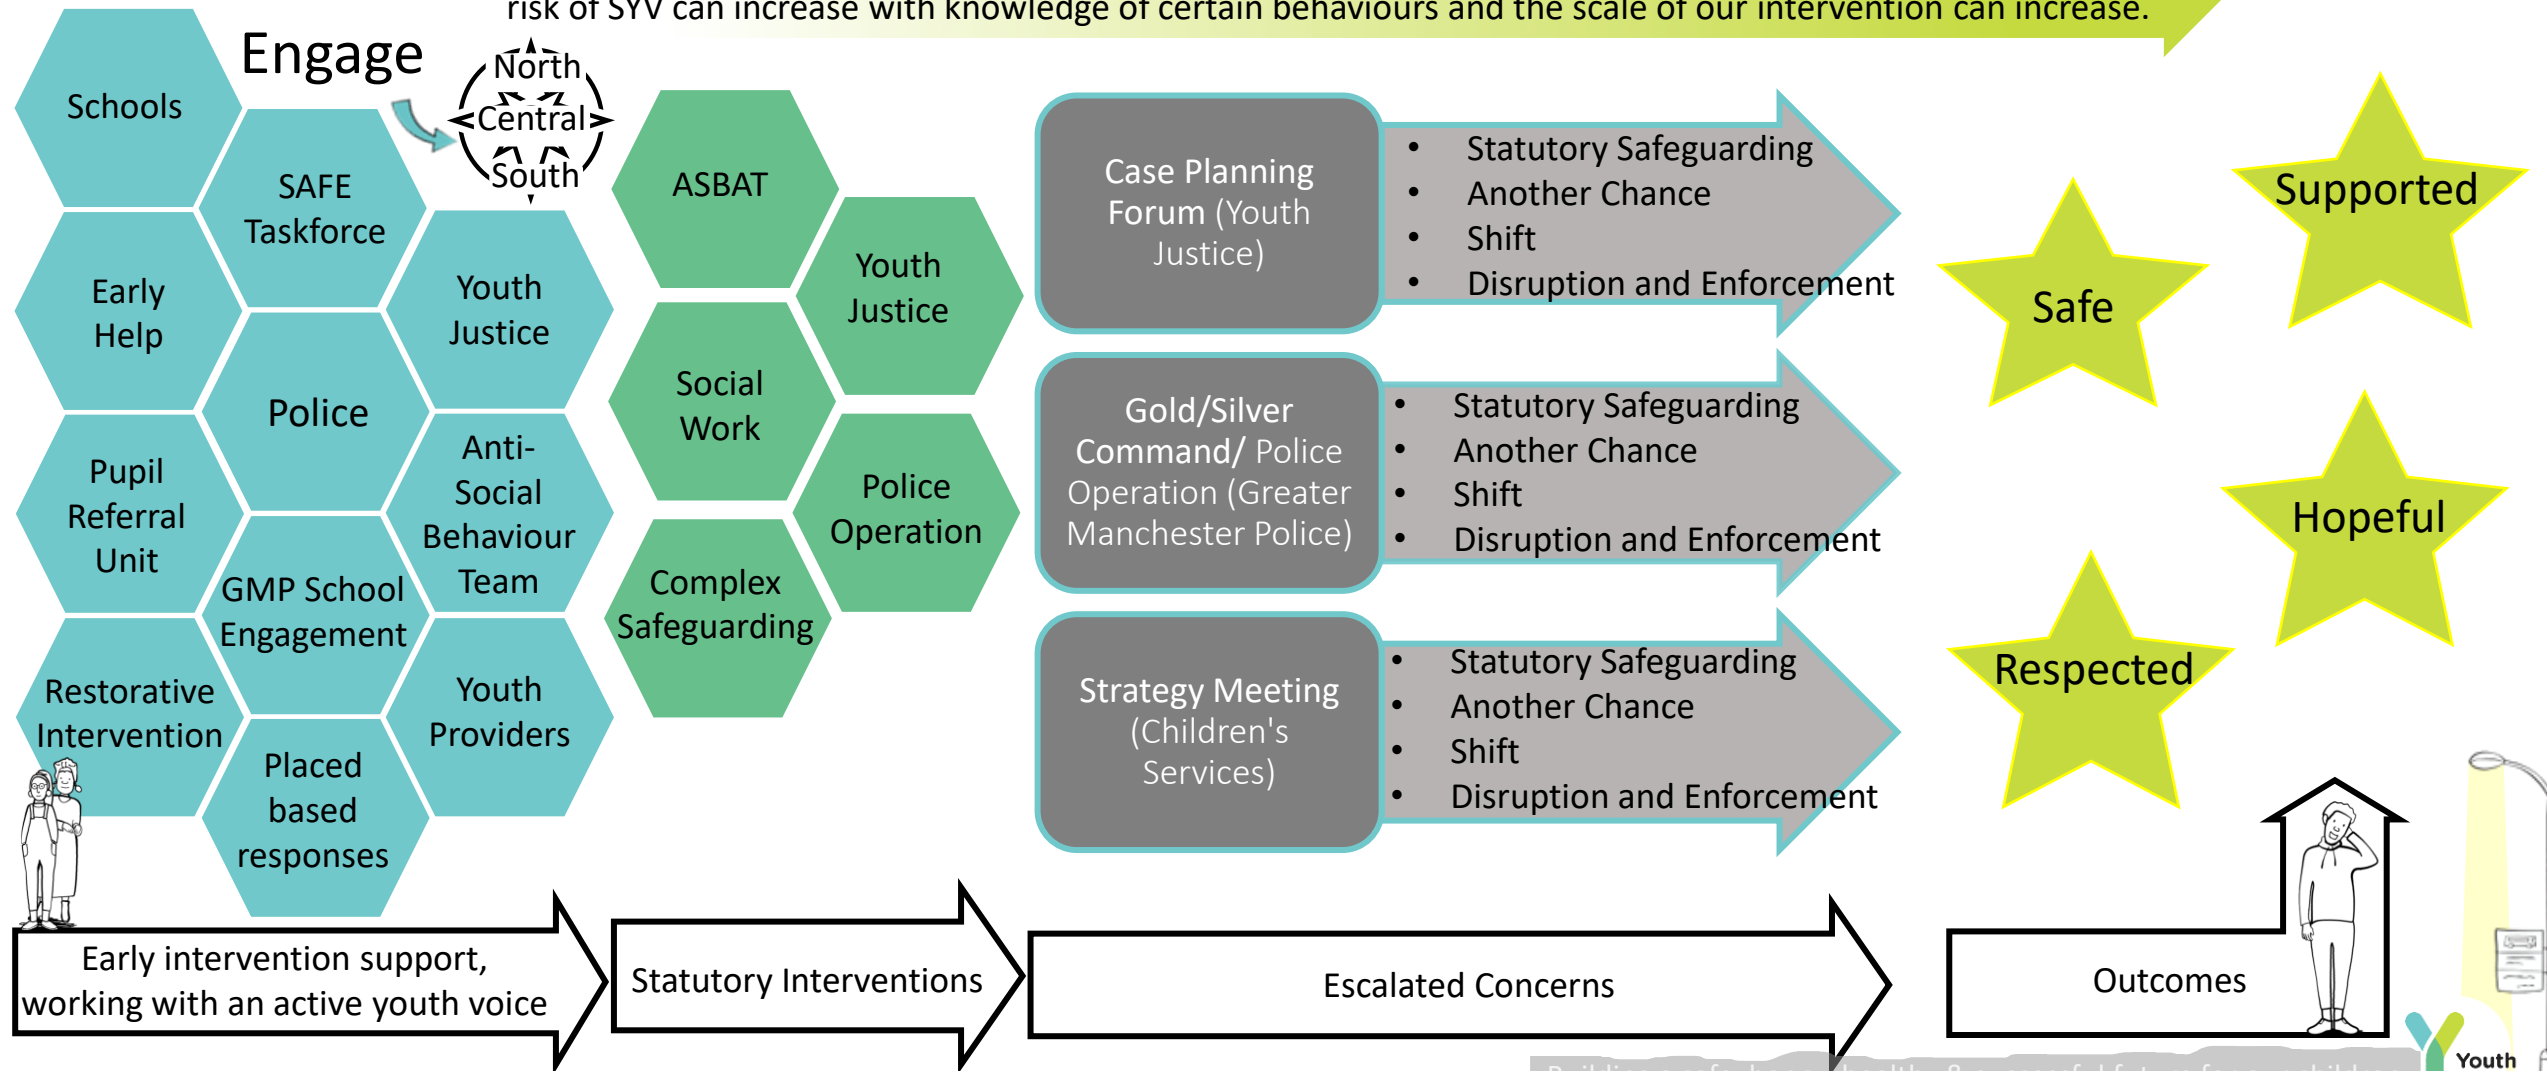 risk of SYV can increase with knowledge of certain behaviours and the scale of our intervention can increase.
Engage
North
Central
South
Schools
SAFE
Taskforce
Early
Help
Youth
Justice
Police
Pupil
Referral
Unit
Anti-
Social
Behaviour
Team
GMP School
Engagement
Restorative
Intervention
Youth
Providers
Placed
based
responses
ASBAT
Youth
Justice
Social
Work
Police
Operation
Complex
Safeguarding
Case Planning
Forum (Youth
Justice)
• Statutory Safeguarding
• Another Chance
• Shift
• Disruption and Enforcement
Gold/Silver
Command/ Police
Operation (Greater
Manchester Police)
• Statutory Safeguarding
• Another Chance
• Shift
• Disruption and Enforcement
Strategy Meeting
(Children's
Services)
• Statutory Safeguarding
• Another Chance
• Shift
• Disruption and Enforcement
Supported
Safe
Hopeful
Respected
Early intervention support,
working with an active youth voice
Statutory Interventions
Escalated Concerns
Outcomes
Youth